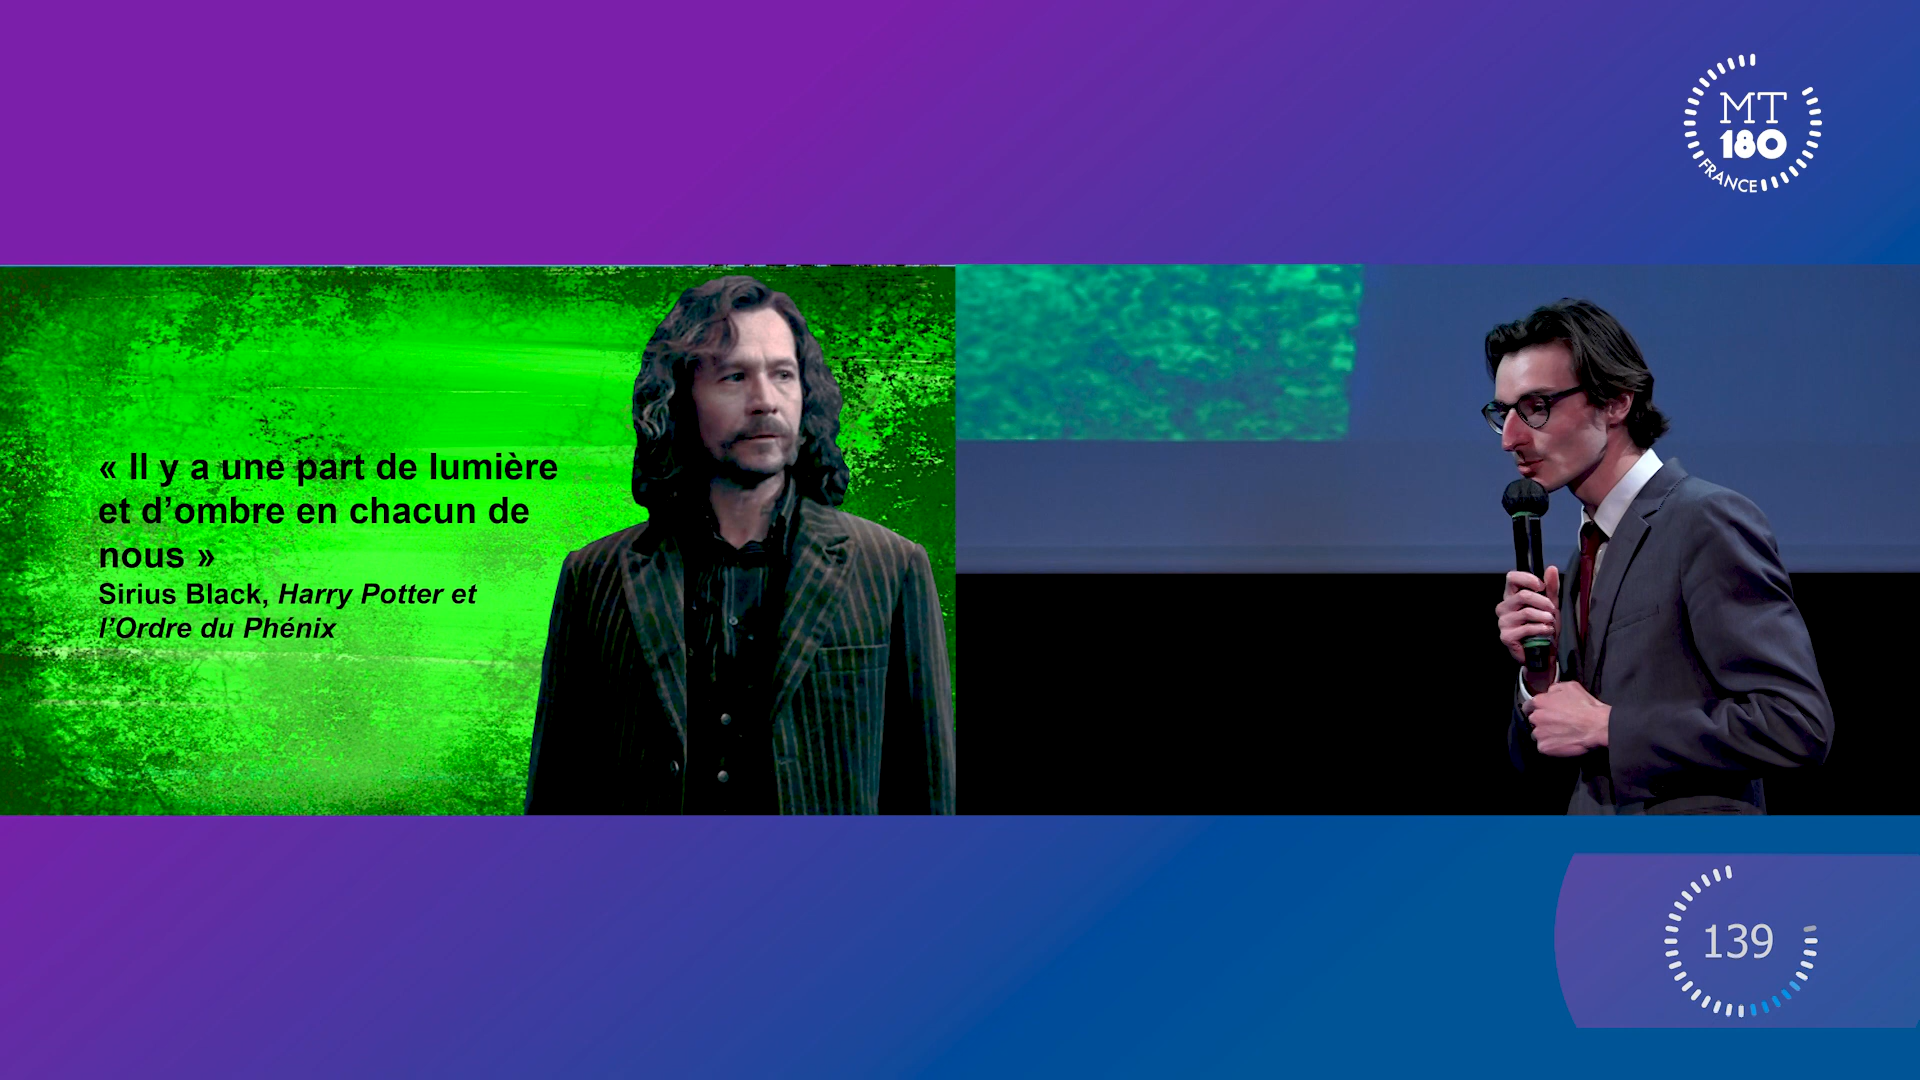 MT
180
FRANCE
« Il y a une part de lumière
et d’ombre en chacun de
nous »
Sirius Black, Harry Potter et
l’Ordre du Phénix
139